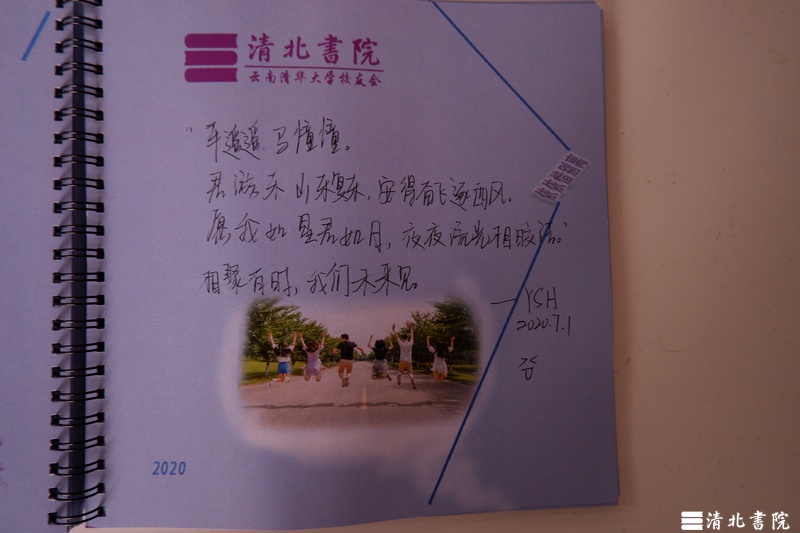 清北書院
云南清华大学校友会
“车遥遥,马憧憧。
君游东山东复东,安得奋飞逐西风。
愿我如星君如月,夜夜流光相皎洁。”
相聚有时,我们未来见。
—YSH
2020.7.1
2020
清北書院